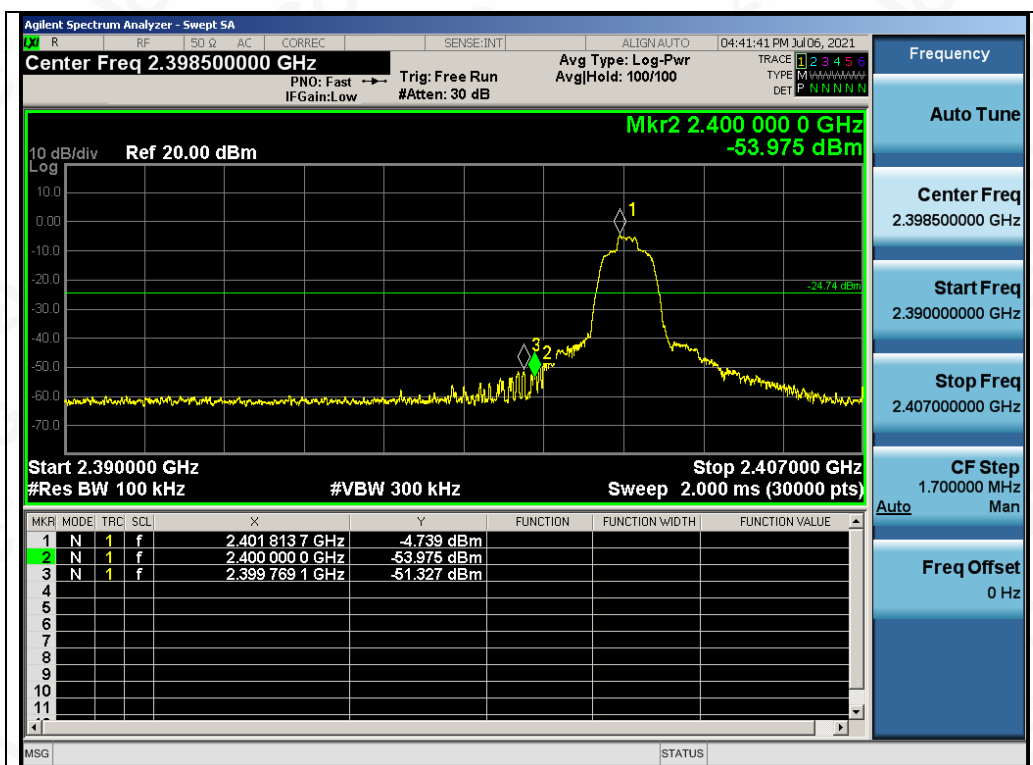 Agilent Spectrum Analyzer - Swept SA
LXI R RF 50 Ω AC CORREC SENSE:INT ALIGN AUTO 04:41:41 PM Jul 06, 2021
Center Freq 2.398500000 GHz
PNO: Fast
IFGain:Low
Trig: Free Run
#Atten: 30 dB
Avg Type: Log-Pwr
Avg|Hold: 100/100
TRACE 1 2 3 4 5 6
TYPE M WWWWW
DET P N N N N N
Mkr2 2.400 000 0 GHz
-53.975 dBm
10 dB/div Ref 20.00 dBm
Log
10.0
0.00
-10.0
-20.0
-30.0
-40.0
-50.0
-60.0
-70.0
1
-24.74 dBm
3
2
Start 2.390000 GHz Stop 2.407000 GHz
#Res BW 100 kHz #VBW 300 kHz Sweep 2.000 ms (30000 pts)
MKR MODE TRC SCL X Y FUNCTION FUNCTION WIDTH FUNCTION VALUE
1 N 1 f 2.401 813 7 GHz -4.739 dBm
2 N 1 f 2.400 000 0 GHz -53.975 dBm
3 N 1 f 2.399 769 1 GHz -51.327 dBm
4
5
6
7
8
9
10
11
MSG STATUS
Frequency
Auto Tune
Center Freq
2.398500000 GHz
Start Freq
2.390000000 GHz
Stop Freq
2.407000000 GHz
CF Step
1.700000 MHz
Auto Man
Freq Offset
0 Hz